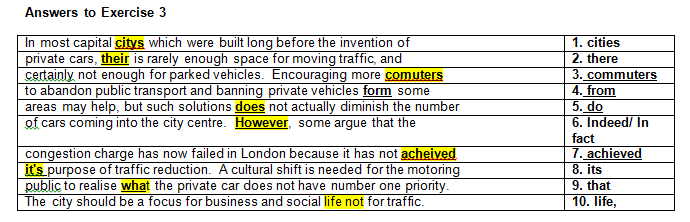 Answers to Exercise 3
In most capital citys which were built long before the invention of 1. cities
private cars, their is rarely enough space for moving traffic, and 2. there
certainly not enough for parked vehicles. Encouraging more comuters 3. commuters
to abandon public transport and banning private vehicles form some 4. from
areas may help, but such solutions does not actually diminish the number 5. do
of cars coming into the city centre. However, some argue that the 6. Indeed/ In
fact
congestion charge has now failed in London because it has not acheived 7. achieved
it's purpose of traffic reduction. A cultural shift is needed for the motoring 8. its
public to realise what the private car does not have number one priority. 9. that
The city should be a focus for business and social life not for traffic. 10. life,